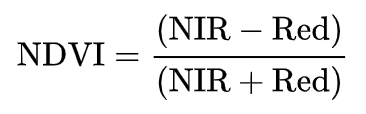 NDVI = (NIR − Red)
(NIR + Red)